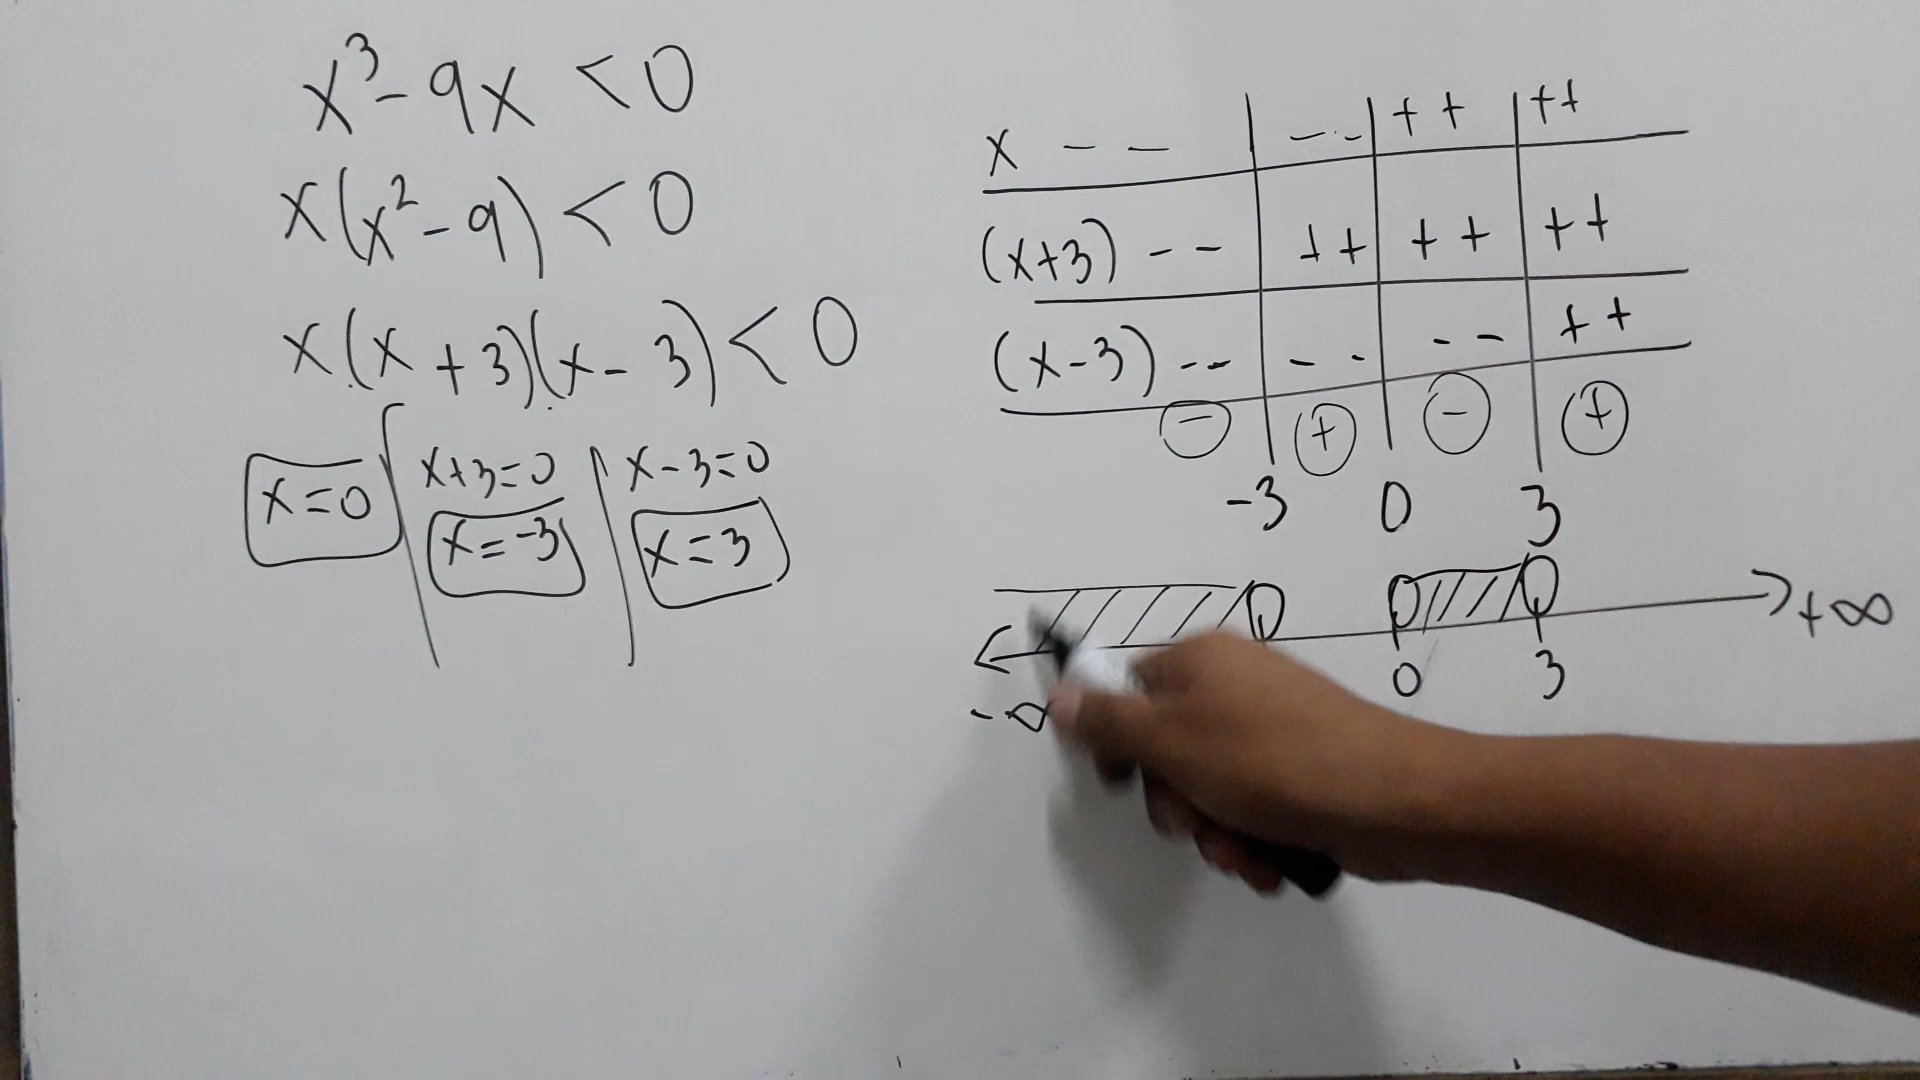 x³ - 9x < 0
x(x² - 9) < 0
x(x + 3)(x - 3) < 0
x = 0 | x+3=0 | x-3=0
x = -3 | x = 3
x - - | - - | + + | + +
(x+3) - - | + + | + + | + +
(x-3) - - | - - | - - | + +
- + - +
-3 0 3
+∞
0 3
-∞